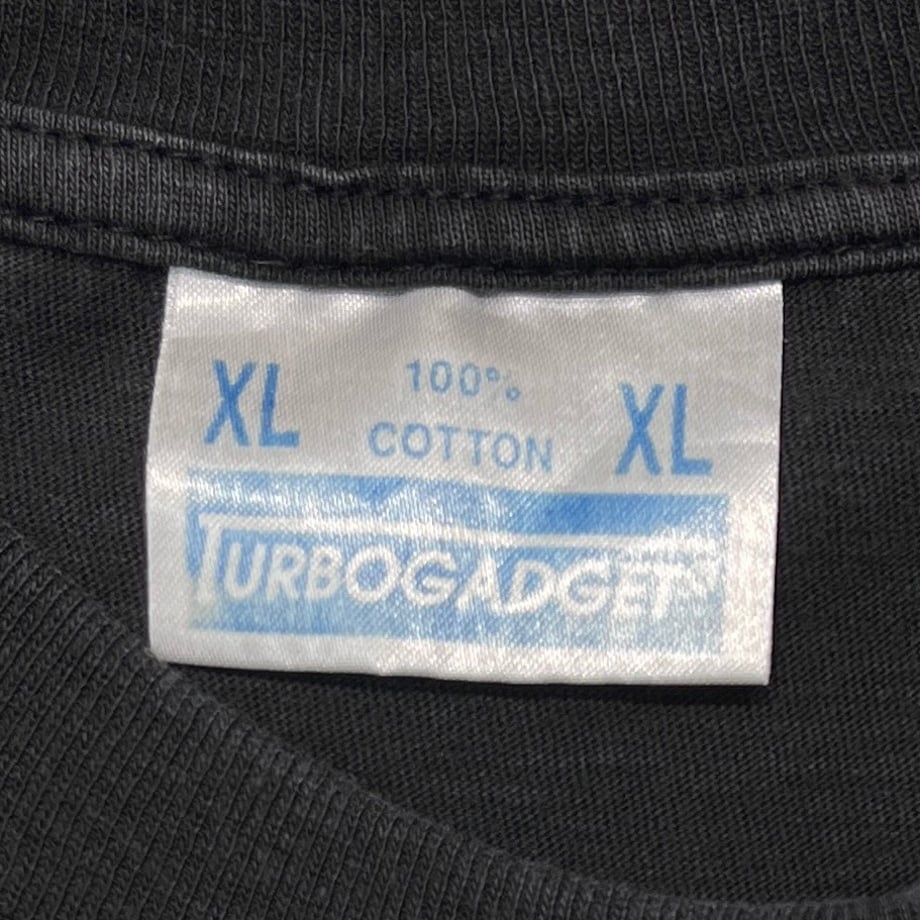 XL 100% XL
COTTON
TURBOGADGETS